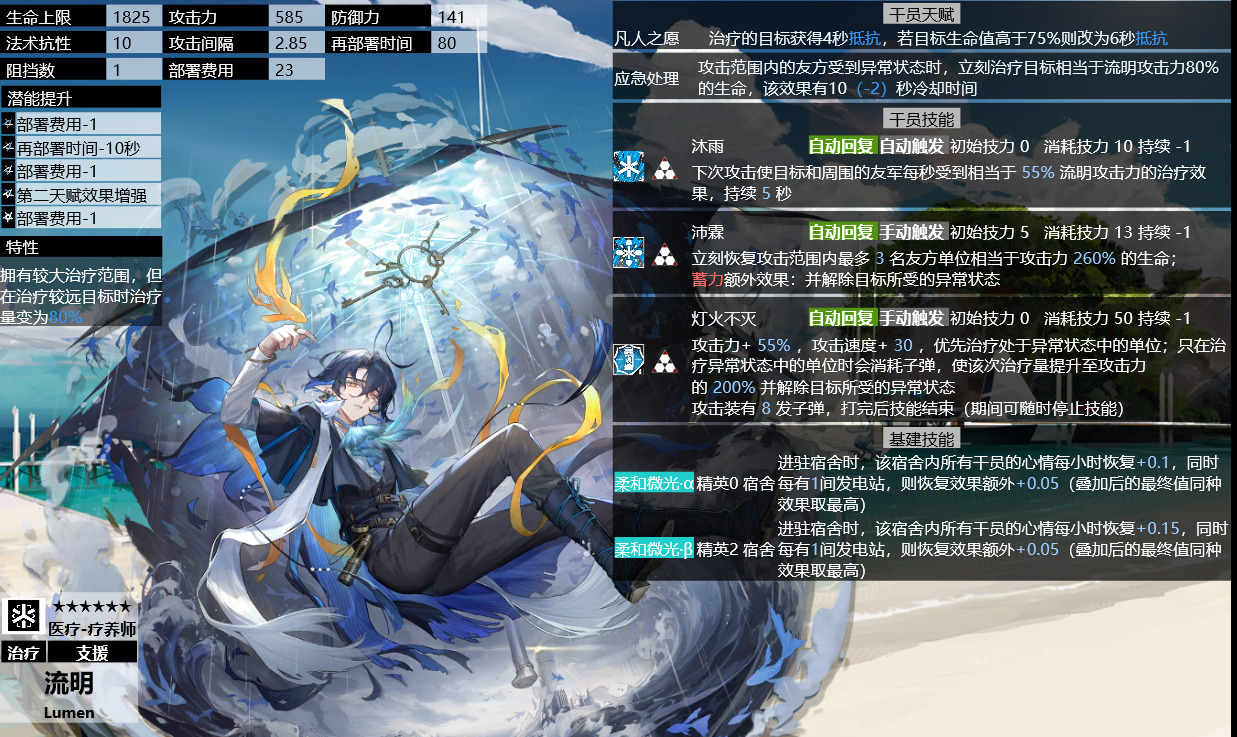 生命上限 1825 攻击力 585 防御力 141
法术抗性 10 攻击间隔 2.85 再部署时间 80
阻挡数 1 部署费用 23
潜能提升
部署费用-1
再部署时间-10秒
部署费用-1
第二天赋效果增强
部署费用-1
特性
拥有较大治疗范围，但
在治疗较远目标时治疗
量变为80%
★★★★★★
医疗-疗养师
治疗 支援
流明
Lumen
干员天赋
凡人之愿 治疗的目标获得4秒抵抗，若目标生命值高于75%则改为6秒抵抗
应急处理 攻击范围内的友方受到异常状态时，立刻治疗目标相当于流明攻击力80%
的生命，该效果有10（-2）秒冷却时间
干员技能
沐雨 自动回复 自动触发 初始技力 0 消耗技力 10 持续 -1
下次攻击使目标和周围的友军每秒受到相当于 55% 流明攻击力的治疗效
果，持续 5 秒
沛霖 自动回复 手动触发 初始技力 5 消耗技力 13 持续 -1
立刻恢复攻击范围内最多 3 名友方单位相当于攻击力 260% 的生命；
蓄力额外效果：并解除目标所受的异常状态
灯火不灭 自动回复 手动触发 初始技力 0 消耗技力 50 持续 -1
攻击力+ 55% ，攻击速度+ 30 ，优先治疗处于异常状态中的单位；只在治
疗异常状态中的单位时会消耗子弹，使该次治疗量提升至攻击力
的 200% 并解除目标所受的异常状态
攻击装有 8 发子弹，打完后技能结束（期间可随时停止技能）
基建技能
柔和微光·α 精英0 宿舍 进驻宿舍时，该宿舍内所有干员的心情每小时恢复+0.1，同时
每有1间发电站，则恢复效果额外+0.05（叠加后的最终值同种
效果取最高）
柔和微光·β 精英2 宿舍 进驻宿舍时，该宿舍内所有干员的心情每小时恢复+0.15，同时
每有1间发电站，则恢复效果额外+0.05（叠加后的最终值同种
效果取最高）